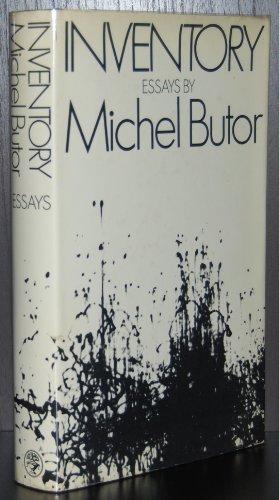 INVENTORY
ESSAYS BY
Michel Butor
INVENTORY
Michel Butor
ESSAYS